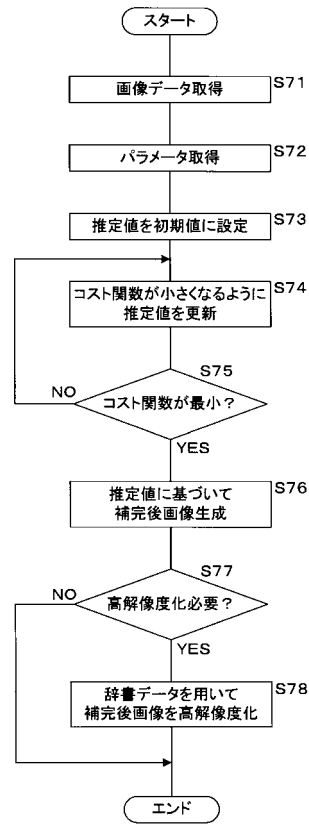 スタート
S71
画像データ取得
S72
パラメータ取得
S73
推定値を初期値に設定
S74
コスト関数が小さくなるように
推定値を更新
S75
NO
コスト関数が最小?
YES
S76
推定値に基づいて
補完後画像生成
S77
NO
高解像度化必要?
YES
S78
辞書データを用いて
補完後画像を高解像度化
エンド